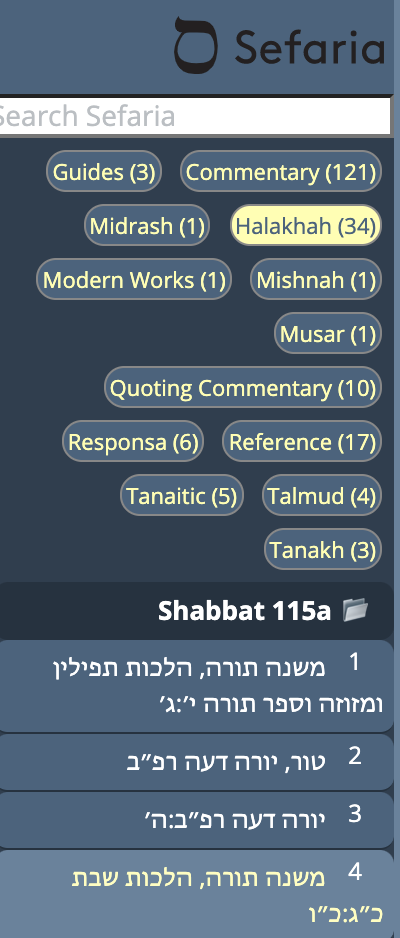 ס Sefaria
Search Sefaria
Guides (3) Commentary (121)
Midrash (1) Halakhah (34)
Modern Works (1) Mishnah (1)
Musar (1)
Quoting Commentary (10)
Responsa (6) Reference (17)
Tanaitic (5) Talmud (4)
Tanakh (3)
Shabbat 115a
1 משנה תורה, הלכות תפילין
ומזוזה וספר תורה י׳:ג׳
2 טור, יורה דעה רפ״ב
3 יורה דעה רפ״ב:ה׳
4 משנה תורה, הלכות שבת
כ״ג:כ״ו